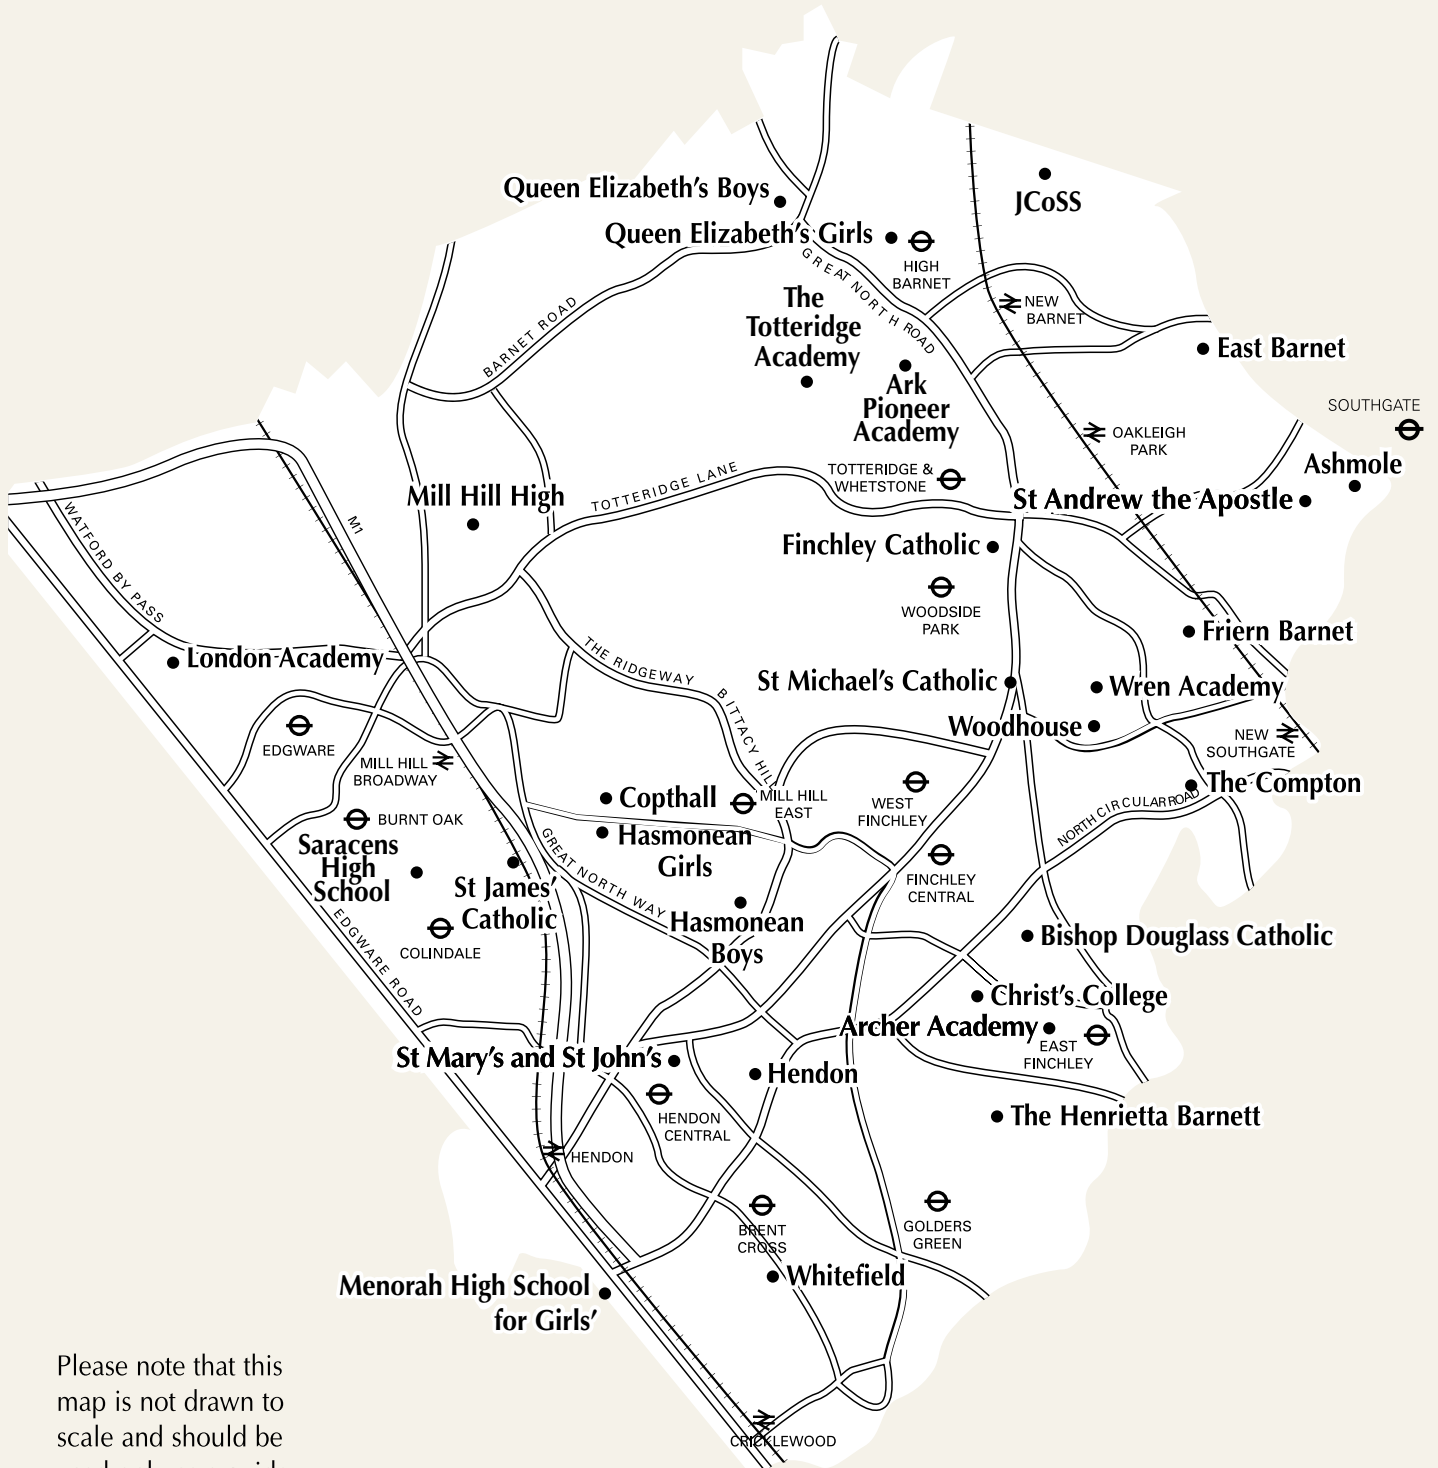 Queen Elizabeth's Boys
JCoSS
Queen Elizabeth's Girls
HIGH
BARNET
GREAT NORTH ROAD
NEW
BARNET
The
Totteridge
Academy
BARNET ROAD
East Barnet
Ark
Pioneer
Academy
SOUTHGATE
OAKLEIGH
PARK
Ashmole
TOTTERIDGE &
WHETSTONE
TOTTERIDGE LANE
Mill Hill High
St Andrew the Apostle
M1
WATFORD BY PASS
Finchley Catholic
WOODSIDE
PARK
Friern Barnet
London Academy
THE RIDGEWAY
St Michael's Catholic
Wren Academy
BITTACY HILL
Woodhouse
NEW
SOUTHGATE
EDGWARE
MILL HILL
BROADWAY
The Compton
Copthall
MILL HILL
EAST
WEST
FINCHLEY
NORTH CIRCULAR ROAD
BURNT OAK
Saracens
High
School
Hasmonean
Girls
GREAT NORTH WAY
St James'
Catholic
FINCHLEY
CENTRAL
EDGWARE ROAD
COLINDALE
Hasmonean
Boys
Bishop Douglass Catholic
Christ's College
Archer Academy
EAST
FINCHLEY
St Mary's and St John's
Hendon
HENDON
CENTRAL
The Henrietta Barnett
HENDON
BRENT
CROSS
GOLDERS
GREEN
Whitefield
Menorah High School
for Girls'
CRICKLEWOOD
Please note that this
map is not drawn to
scale and should be